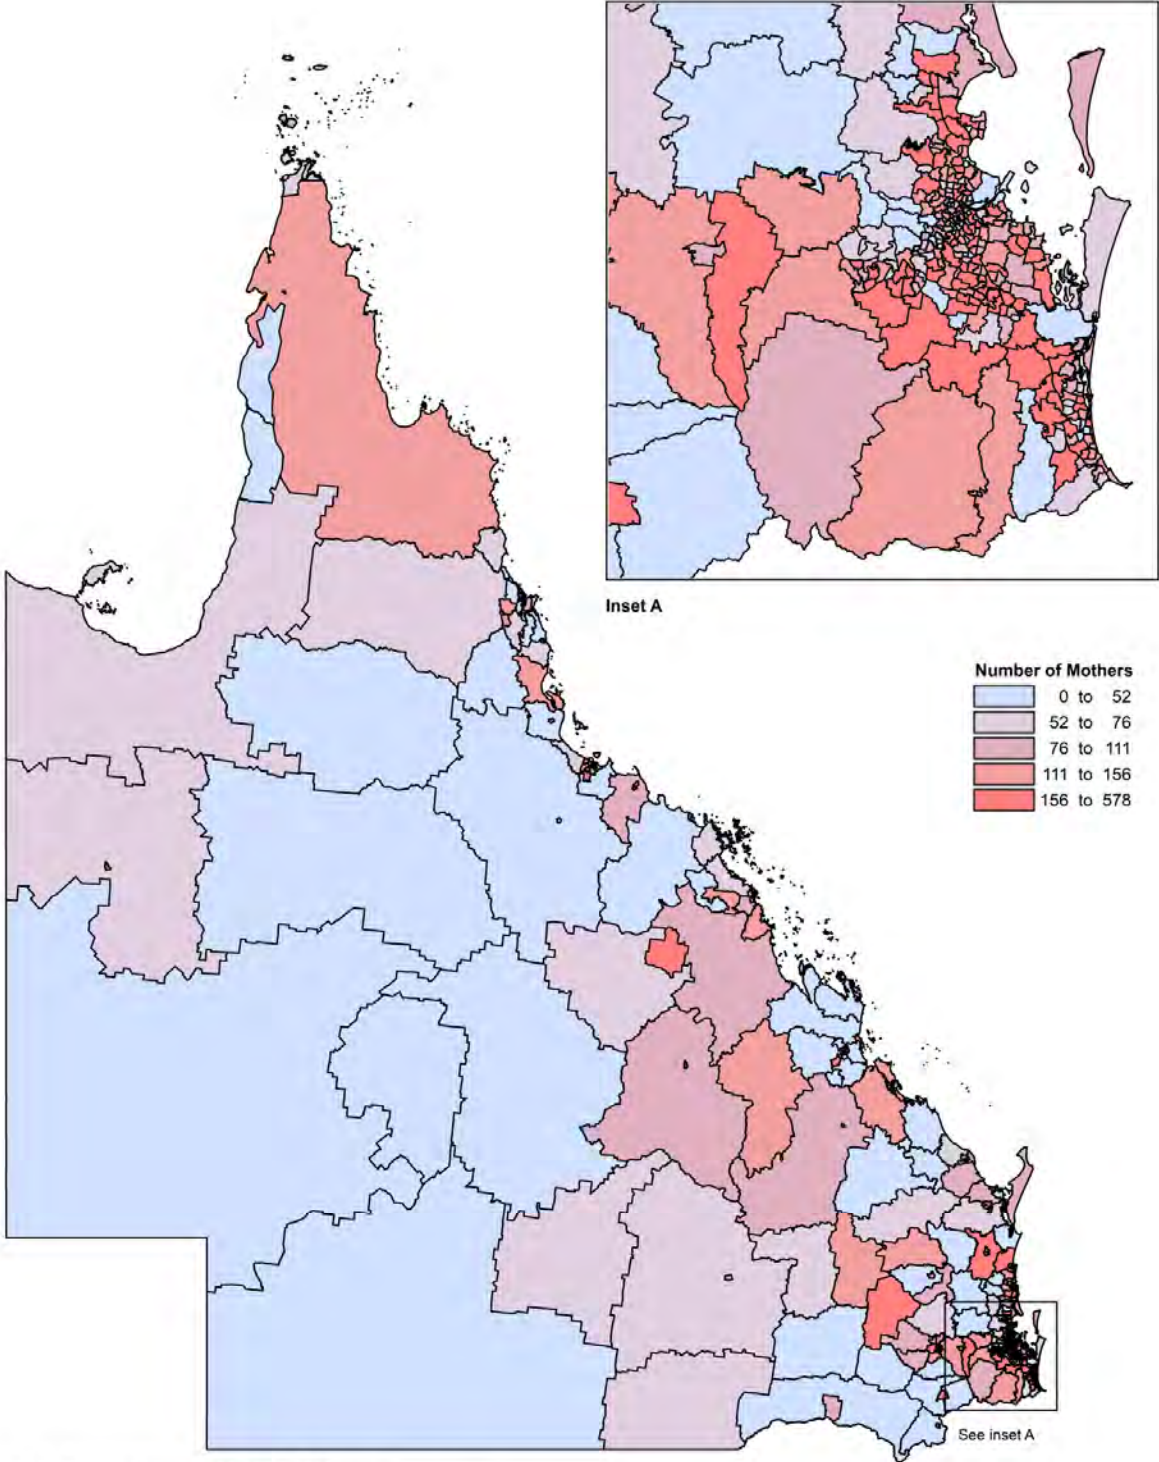 Inset A
Number of Mothers
0 to 52
52 to 76
76 to 111
111 to 156
156 to 578
See inset A